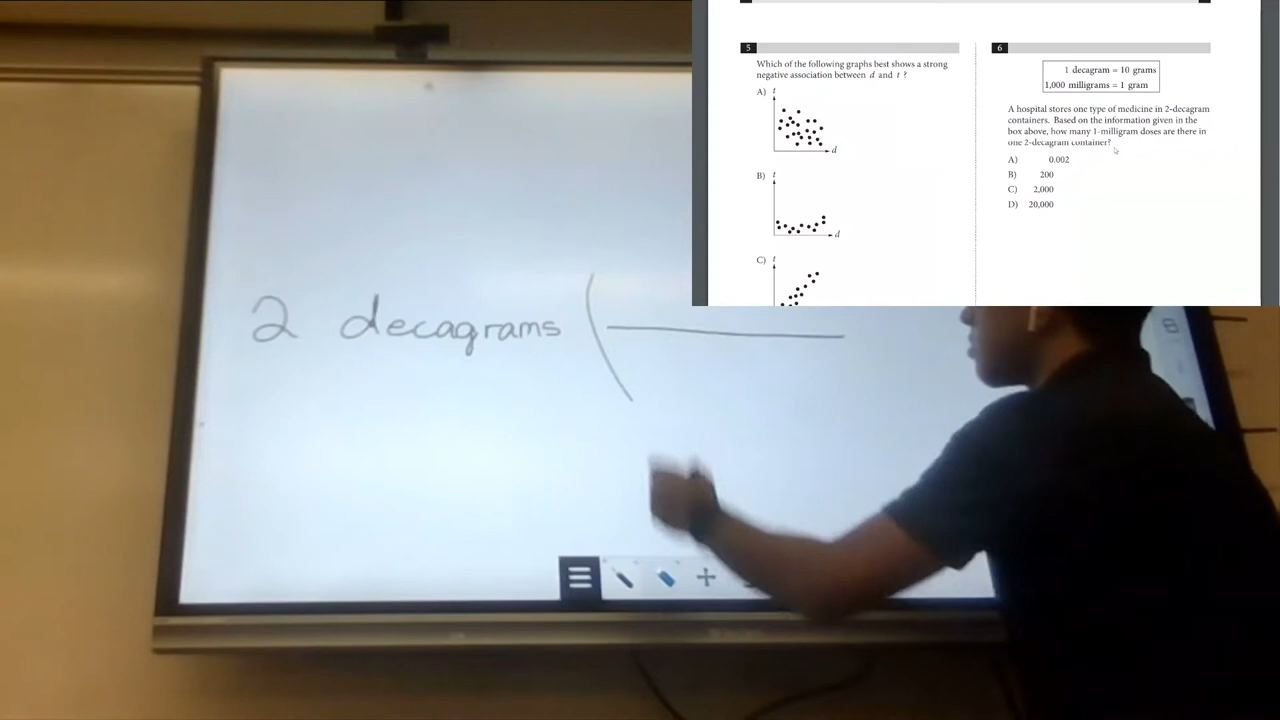 5
Which of the following graphs best shows a strong
negative association between d and t ?
A) t
d
B) t
d
C) t
6
1 decagram = 10 grams
1,000 milligrams = 1 gram
A hospital stores one type of medicine in 2-decagram
containers. Based on the information given in the
box above, how many 1-milligram doses are there in
one 2-decagram container?
A) 0.002
B) 200
C) 2,000
D) 20,000
2 decagrams (